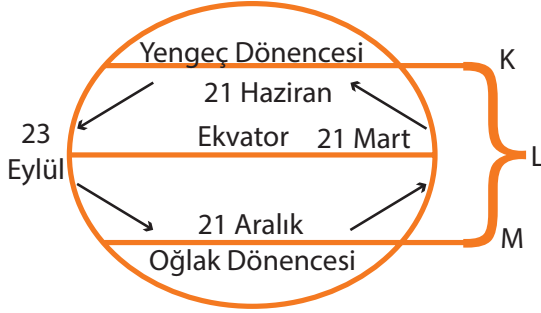 Yengeç Dönencesi
K
21 Haziran
23
Eylül
Ekvator
21 Mart
L
21 Aralık
M
Oğlak Dönencesi